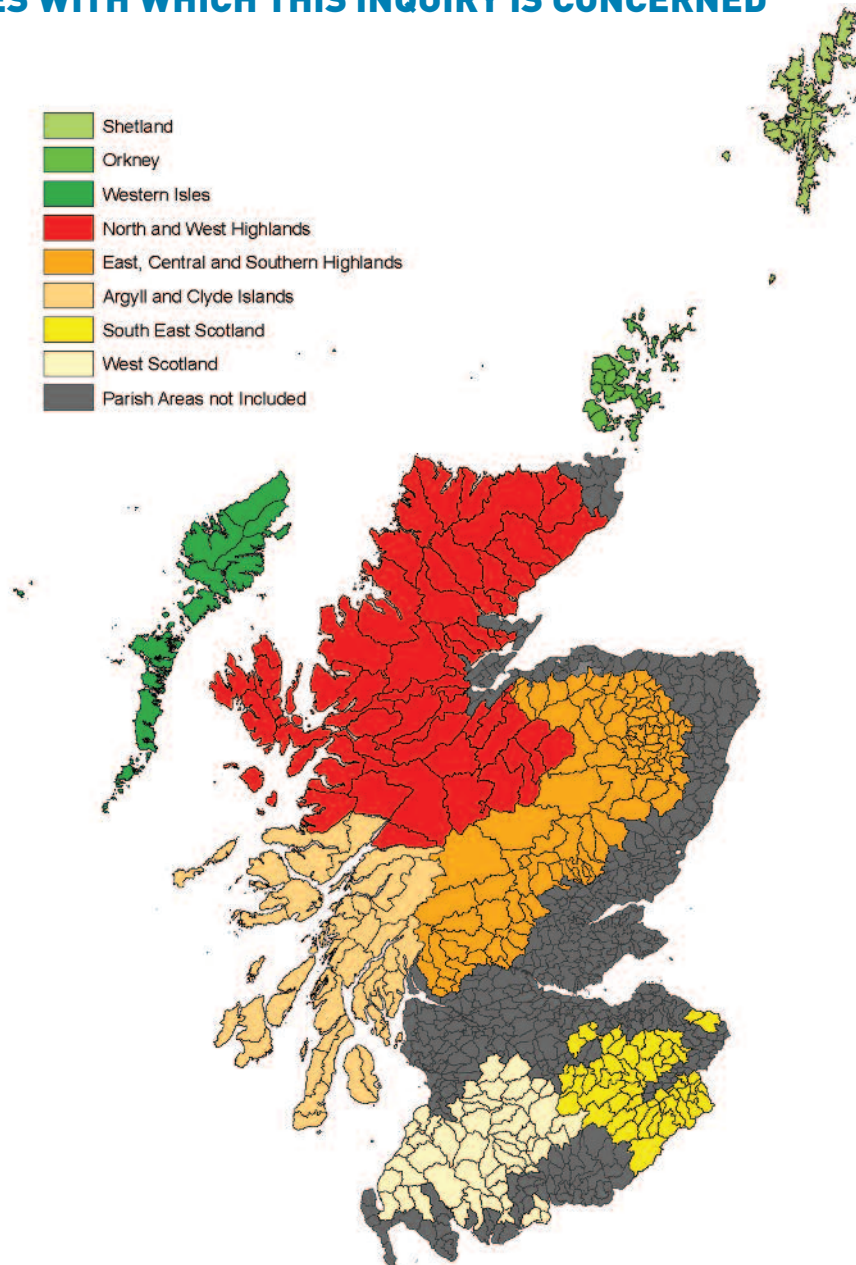 ES WITH WHICH THIS INQUIRY IS CONCERNED
Shetland
Orkney
Western Isles
North and West Highlands
East, Central and Southern Highlands
Argyll and Clyde Islands
South East Scotland
West Scotland
Parish Areas not Included